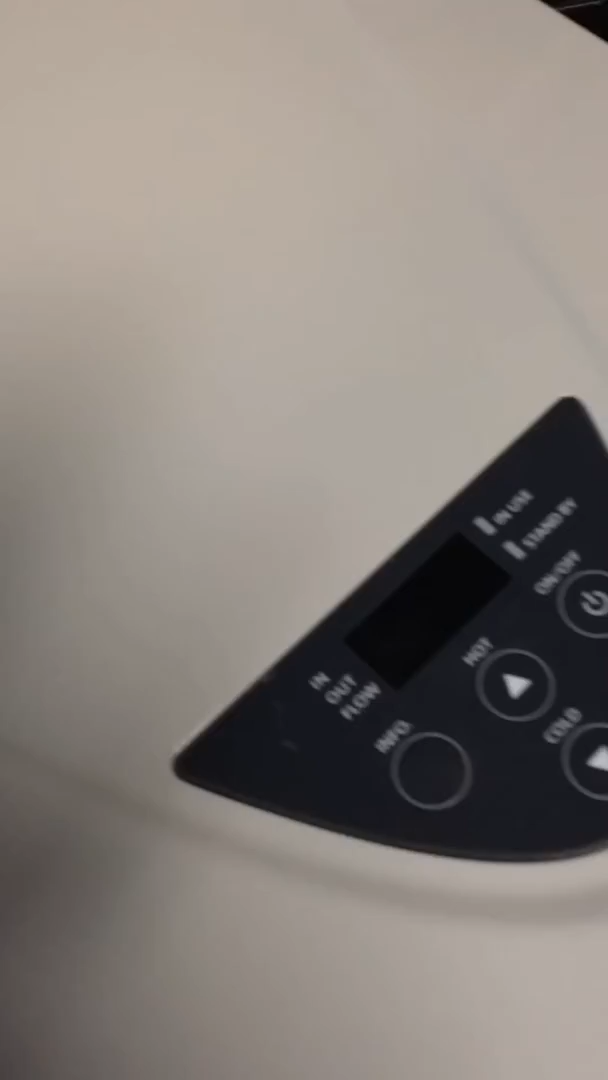 IN USE
STAND BY
ON/OFF
HOT
IN
OUT
FLOW
INFO.
COLD